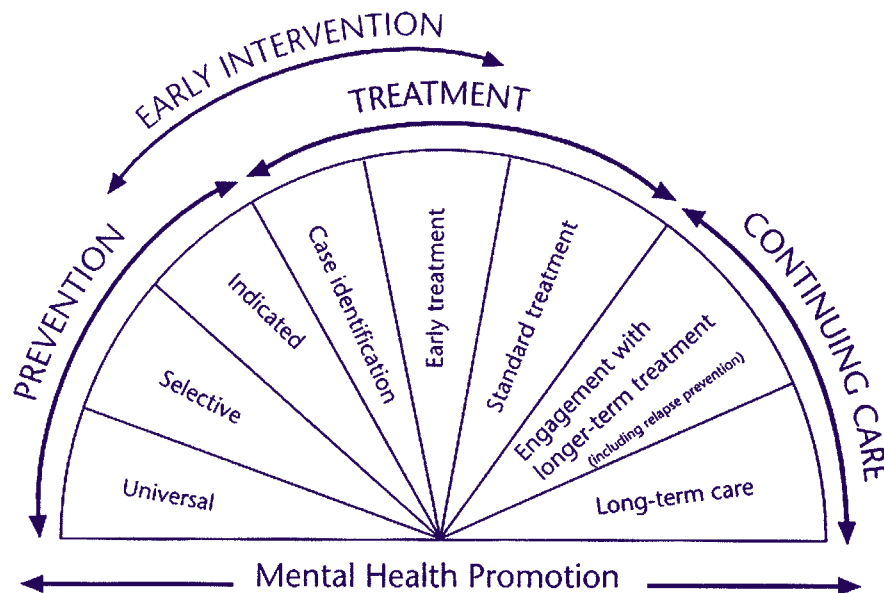 EARLY INTERVENTION
TREATMENT
PREVENTION
CONTINUING CARE
Universal
Selective
Indicated
Case identification
Early treatment
Standard treatment
Engagement with
longer-term treatment
(including relapse prevention)
Long-term care
Mental Health Promotion